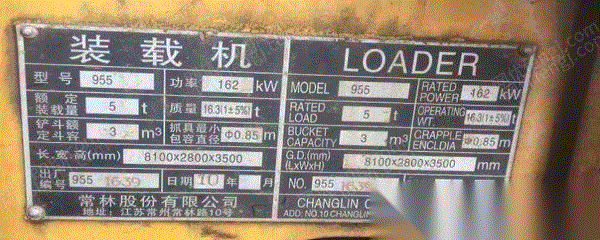 装载机
型号 955 功率 162 kW
额定装载量 5 t 质量 16.3(1±5%)
铲斗额定斗容 3 m3 抓具最小包容直径 Φ0.85 m
长.宽.高(mm) 8100×2800×3500
出厂编号 955 1639 日期 10 年 月
常林股份有限公司
地址:江苏常州常林路10号
LOADER
MODEL 955 RATED POWER 162 kW
RATED LOAD 5 t OPERATING WT. 16.3(1±5%)
BUCKET CAPACITY 3 m3 CRAPPLE ENCLDIA Φ0.85 m
G.D.(mm) (LxWxH) 8100×2800×3500 mm
NO. 955 1639
CHANGLIN
ADD: NO.10 CHANGLIN